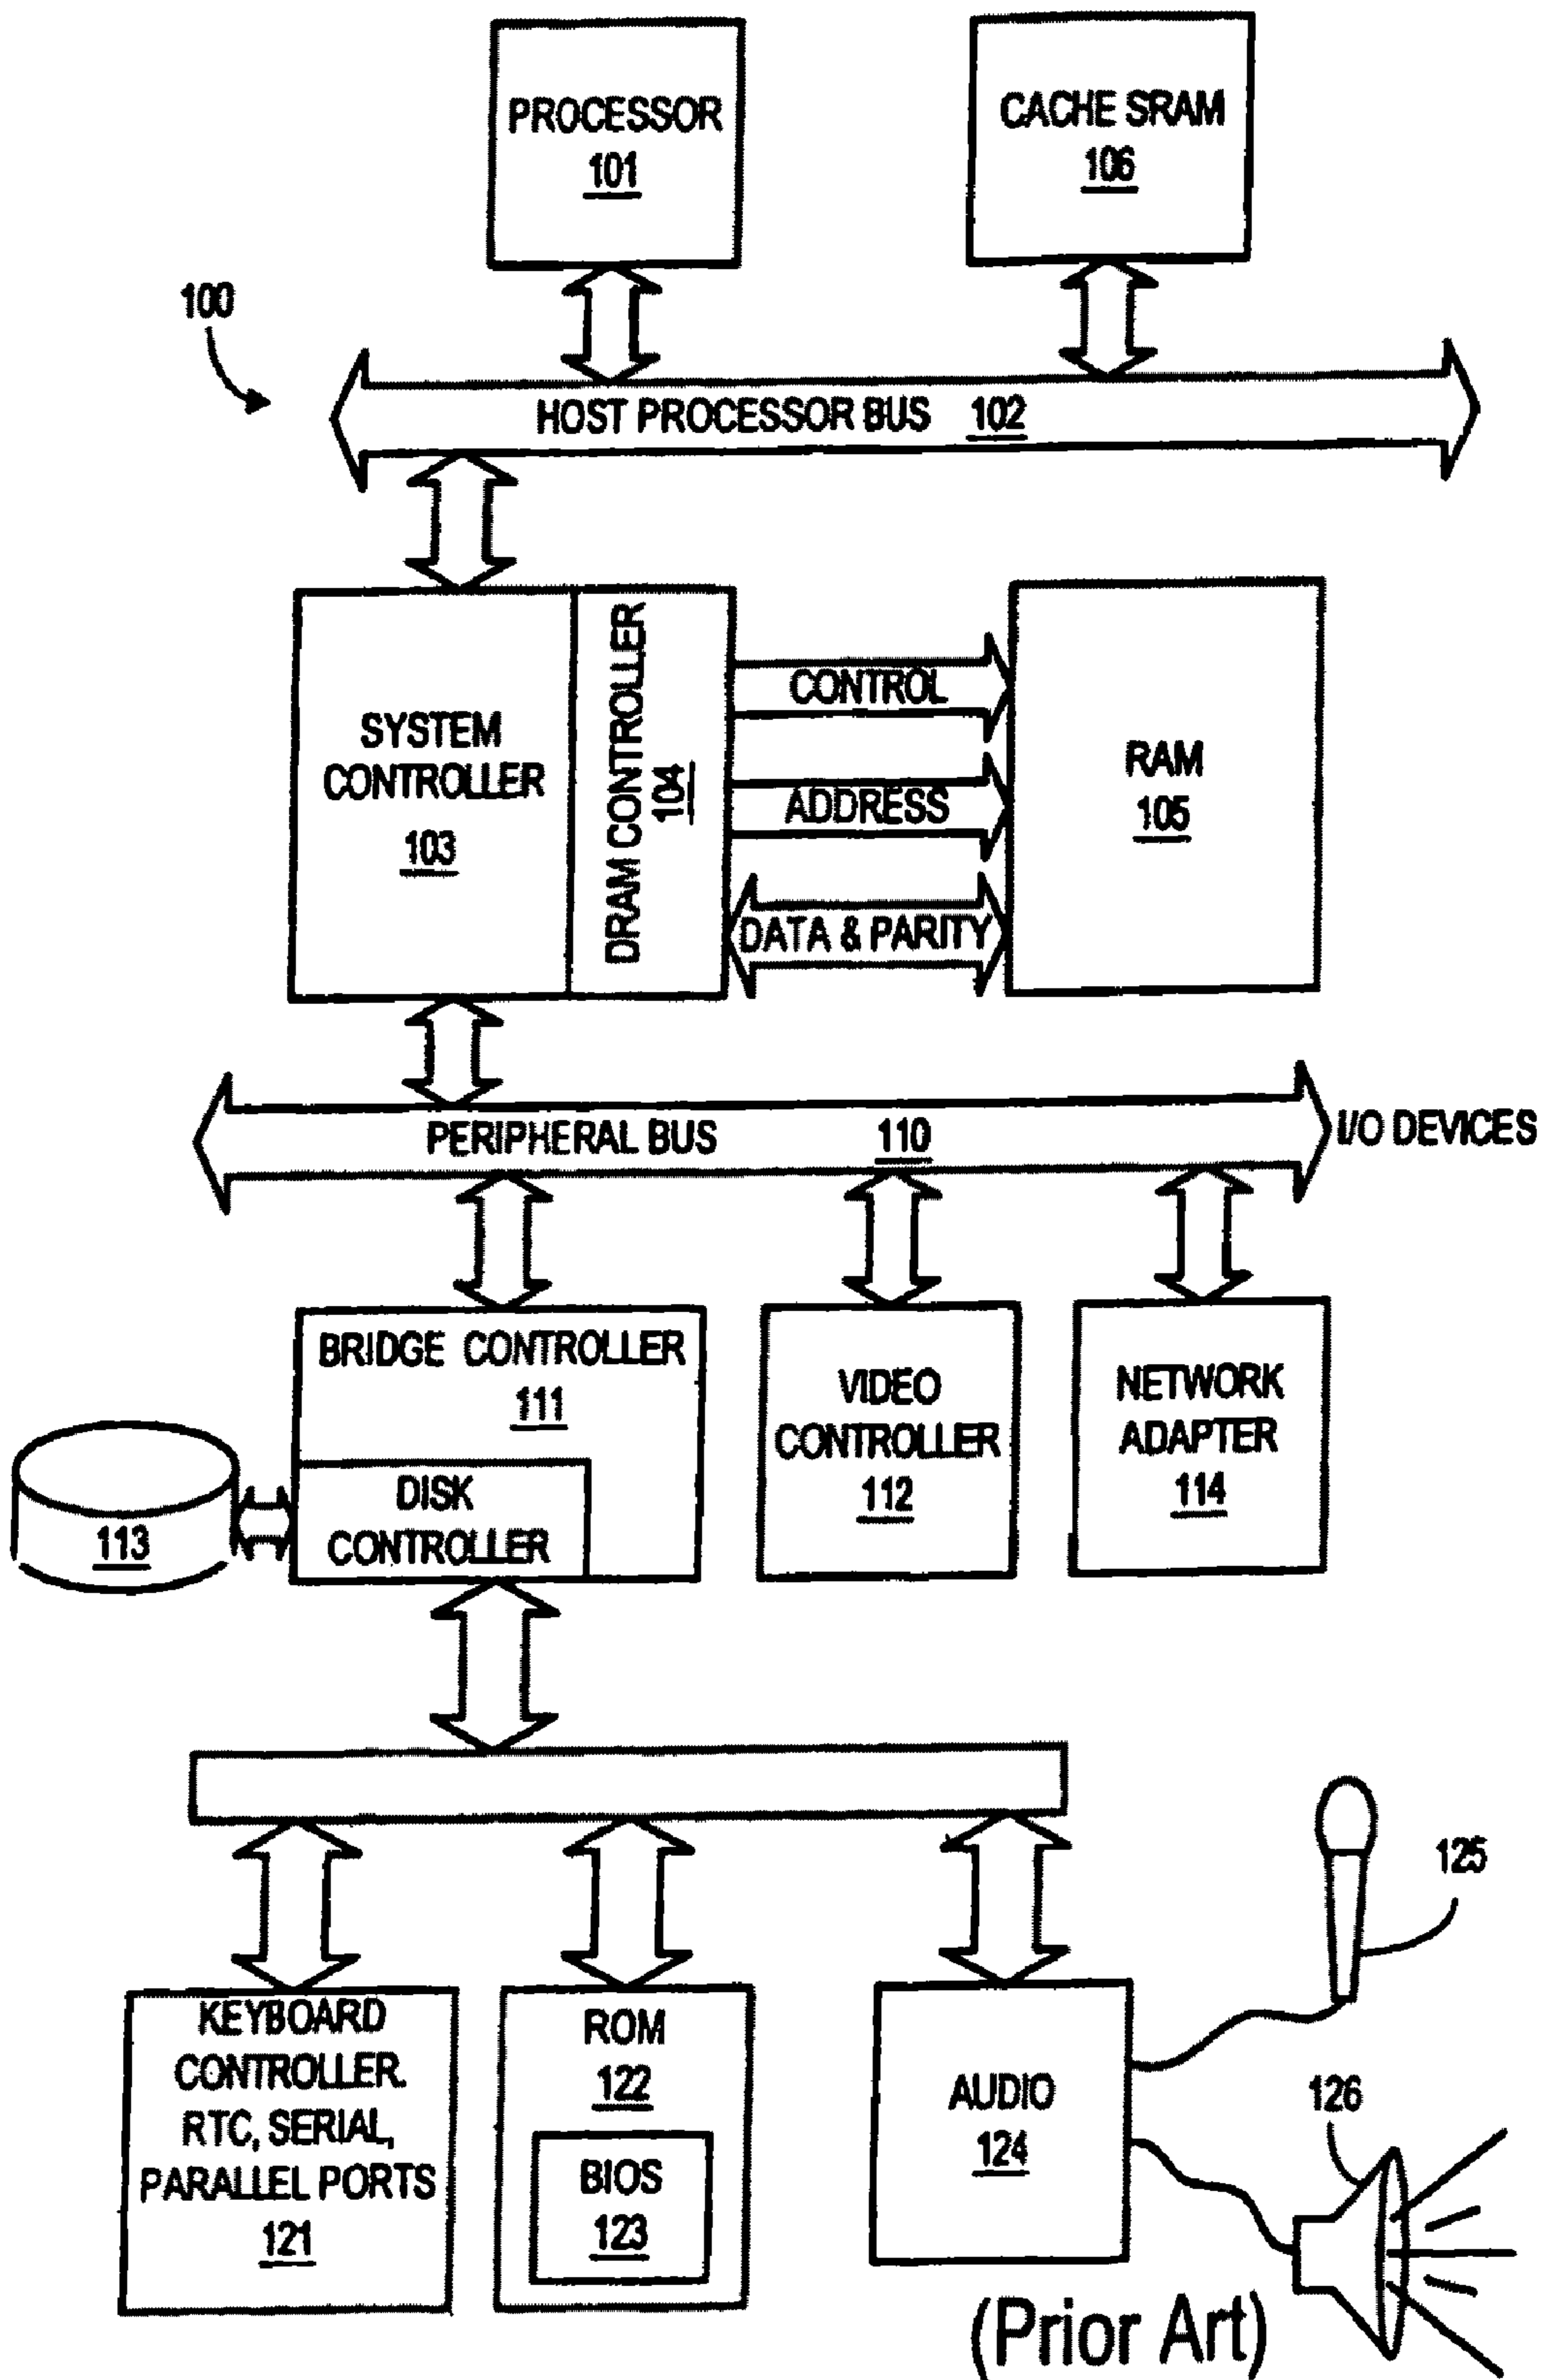 PROCESSOR
101
CACHE SRAM
106
100
HOST PROCESSOR BUS 102
SYSTEM
CONTROLLER
103
DRAM CONTROLLER
104
CONTROL
ADDRESS
DATA & PARITY
RAM
105
PERIPHERAL BUS 110
I/O DEVICES
BRIDGE CONTROLLER
111
DISK
CONTROLLER
113
VIDEO
CONTROLLER
112
NETWORK
ADAPTER
114
KEYBOARD
CONTROLLER.
RTC, SERIAL,
PARALLEL PORTS
121
ROM
122
BIOS
123
AUDIO
124
125
126
(Prior Art)